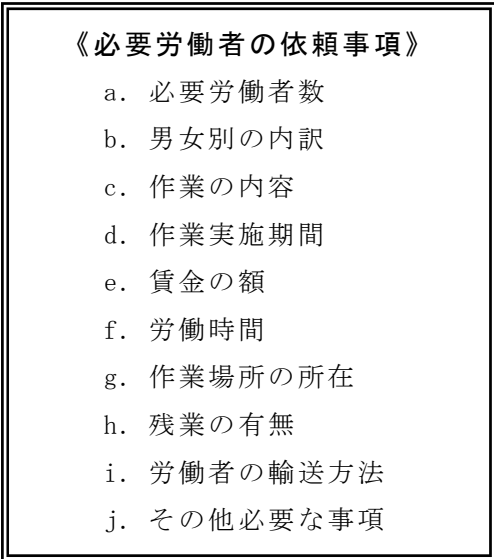 《必要労働者の依頼事項》
a. 必要労働者数
b. 男女別の内訳
c. 作業の内容
d. 作業実施期間
e. 賃金の額
f. 労働時間
g. 作業場所の所在
h. 残業の有無
i. 労働者の輸送方法
j. その他必要な事項